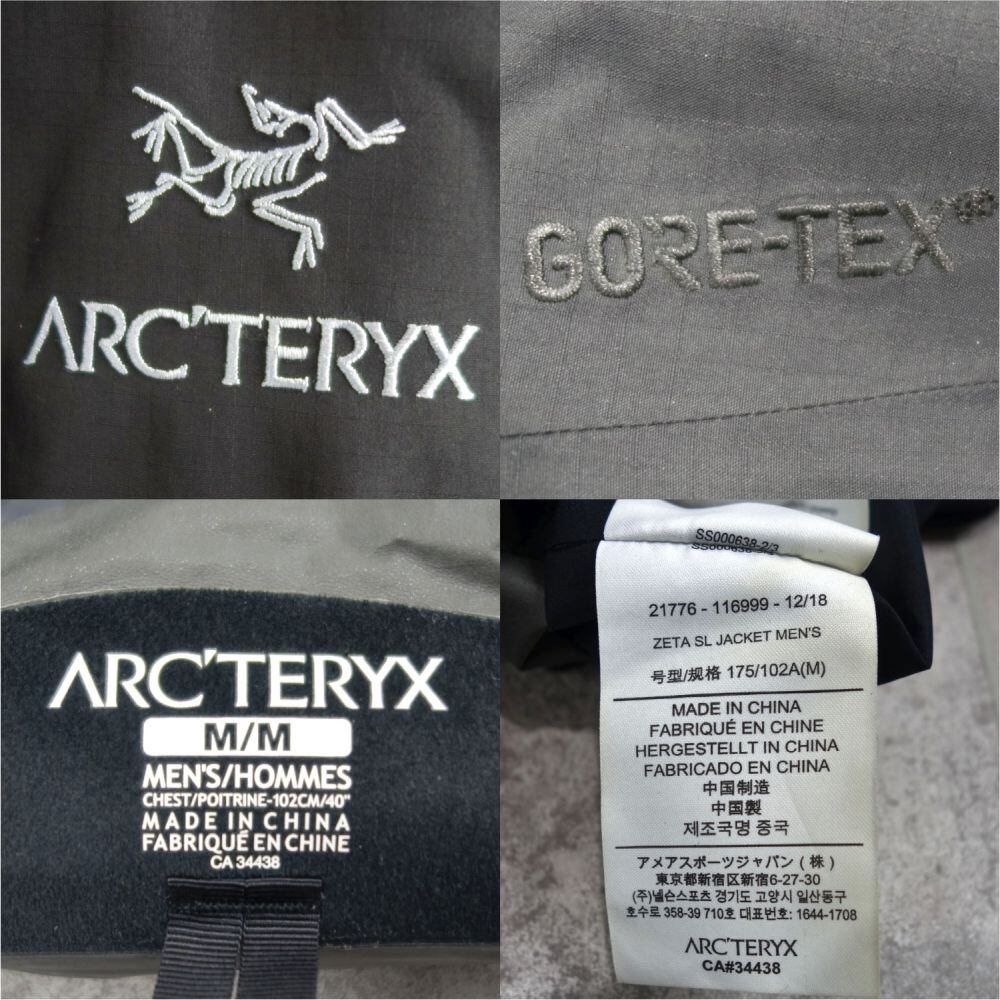 ARC'TERYX
GORE-TEX®
ARC'TERYX
M/M
MEN'S/HOMMES
CHEST/POITRINE-102CM/40"
MADE IN CHINA
FABRIQUÉ EN CHINE
CA 34438
SS000638-2/3
21776 - 116999 - 12/18
ZETA SL JACKET MEN'S
号型/规格 175/102A(M)
MADE IN CHINA
FABRIQUÉ EN CHINE
HERGESTELLT IN CHINA
FABRICADO EN CHINA
中国制造
中国製
제조국명 중국
アメアスポーツジャパン (株)
東京都新宿区新宿6-27-30
(주)넬슨스포츠 경기도 고양시 일산동구
호수로 358-39 710호 대표번호: 1644-1708
ARC'TERYX
CA#34438